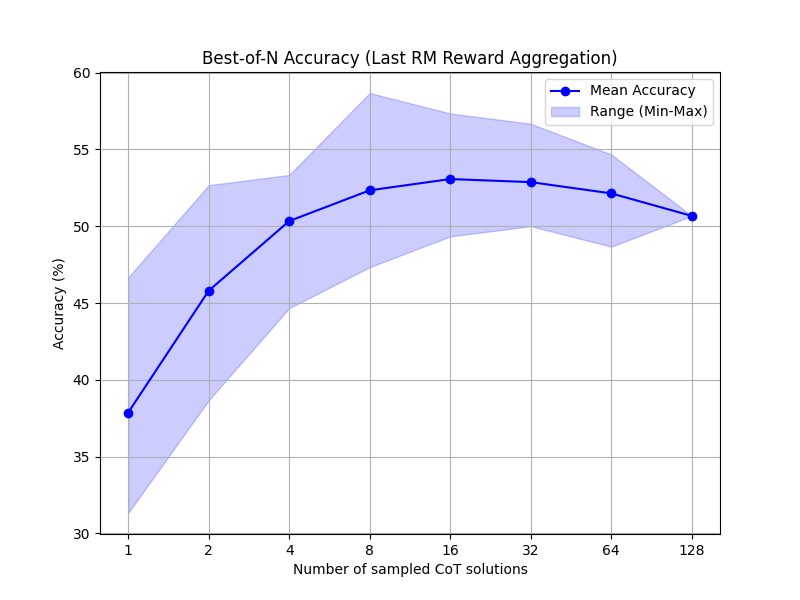 Best-of-N Accuracy (Last RM Reward Aggregation)
Mean Accuracy
Range (Min-Max)
60
55
50
45
40
35
30
Accuracy (%)
1 2 4 8 16 32 64 128
Number of sampled CoT solutions